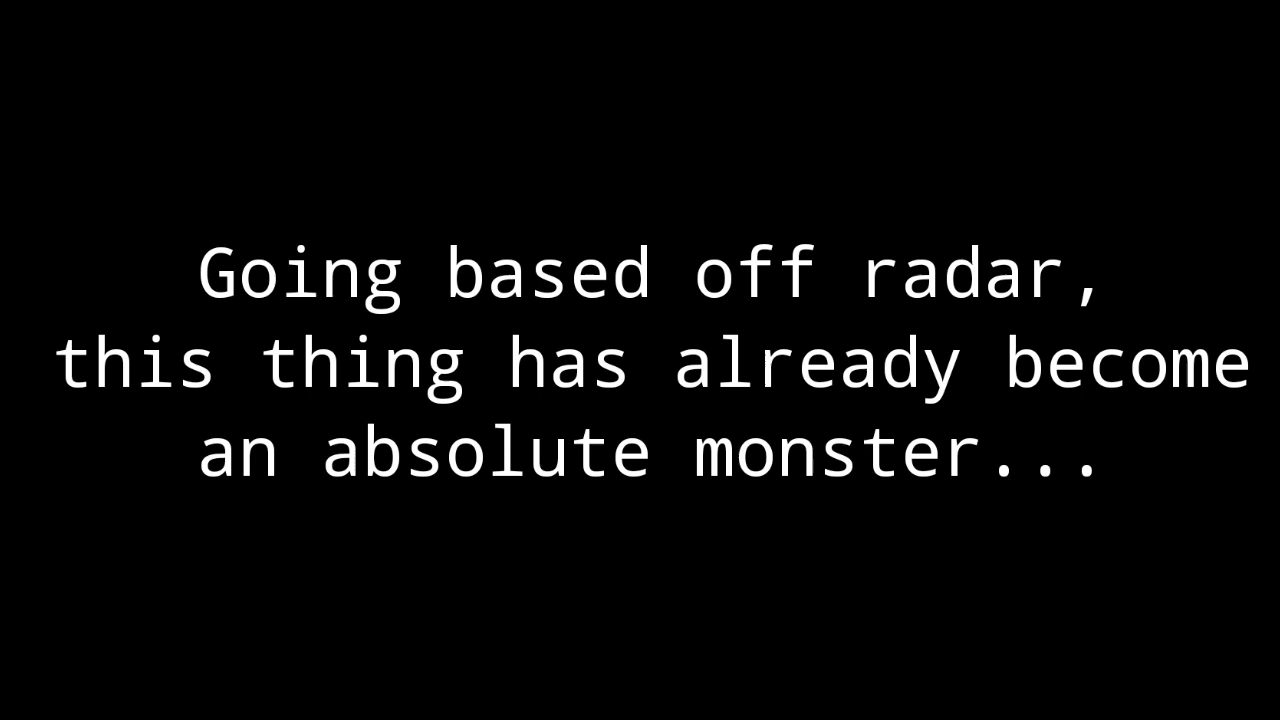 Going based off radar,
this thing has already become
an absolute monster...